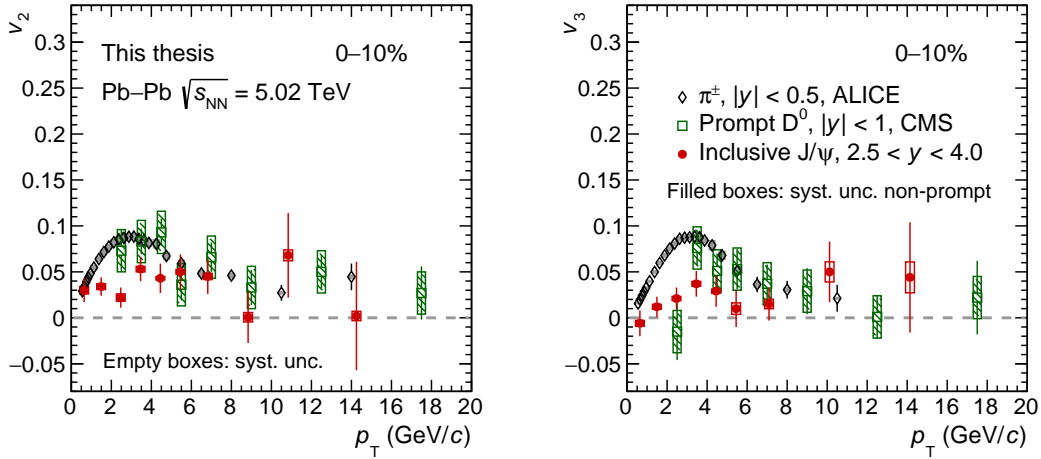 v₂
0.3
0.25
0.2
0.15
0.1
0.05
0
−0.05
This thesis
0–10%
Pb–Pb √s_NN = 5.02 TeV
Empty boxes: syst. unc.
0 2 4 6 8 10 12 14 16 18 20
p_T (GeV/c)
v₃
0.3
0.25
0.2
0.15
0.1
0.05
0
−0.05
0–10%
π±, |y| < 0.5, ALICE
Prompt D⁰, |y| < 1, CMS
Inclusive J/ψ, 2.5 < y < 4.0
Filled boxes: syst. unc. non-prompt
0 2 4 6 8 10 12 14 16 18 20
p_T (GeV/c)